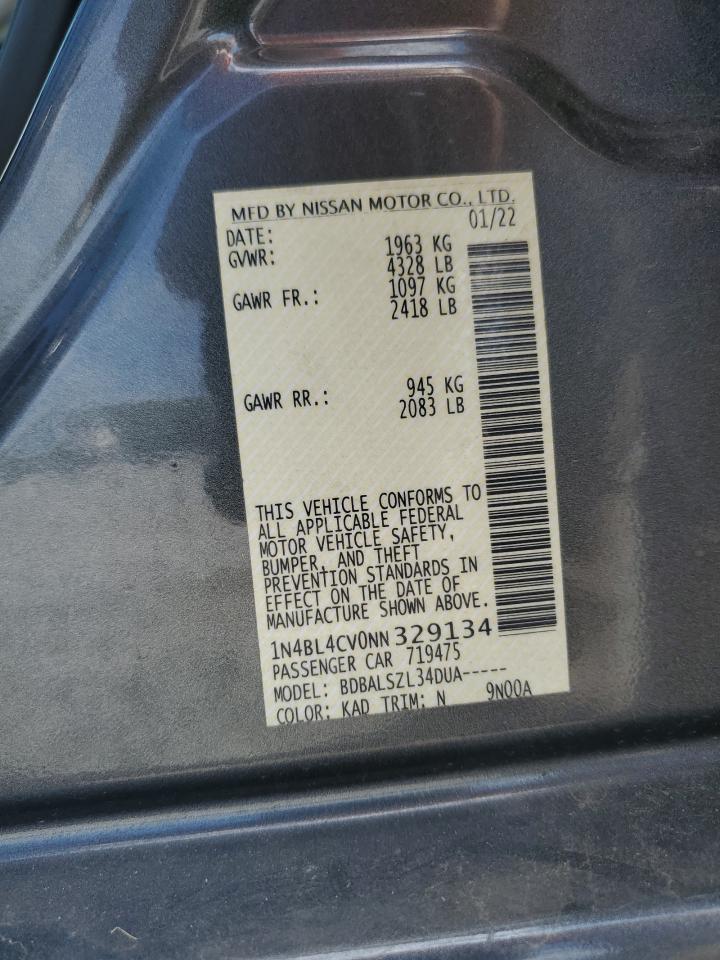 MFD BY NISSAN MOTOR CO., LTD.
DATE: 01/22
GVWR: 1963 KG
4328 LB
GAWR FR.: 1097 KG
2418 LB
GAWR RR.: 945 KG
2083 LB
THIS VEHICLE CONFORMS TO
ALL APPLICABLE FEDERAL
MOTOR VEHICLE SAFETY,
BUMPER, AND THEFT
PREVENTION STANDARDS IN
EFFECT ON THE DATE OF
MANUFACTURE SHOWN ABOVE.
1N4BL4CV0NN 329134
PASSENGER CAR 719475
MODEL: BDBALSZL34DUA-----
COLOR: KAD TRIM: N 9N00A